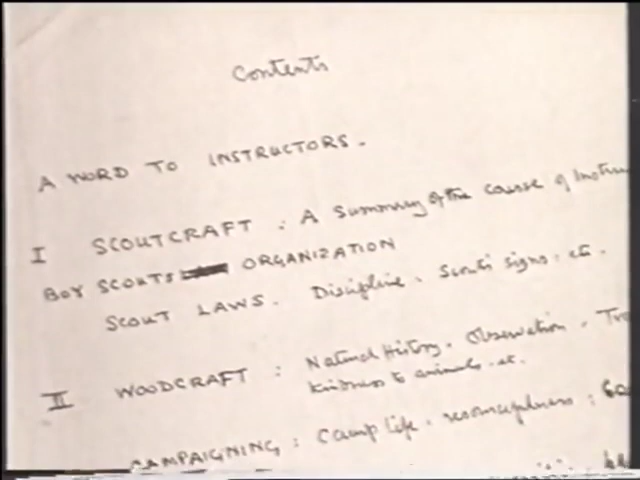 Contents
A WORD TO INSTRUCTORS.
I SCOUTCRAFT : A Summary of the course of
BOY SCOUTS ORGANIZATION
SCOUT LAWS. Discipline. Scouts signs. etc.
II WOODCRAFT : Natural History. Observation.
Kindness to animals. etc.
CAMPAIGNING : Camp life. resourcefulness :